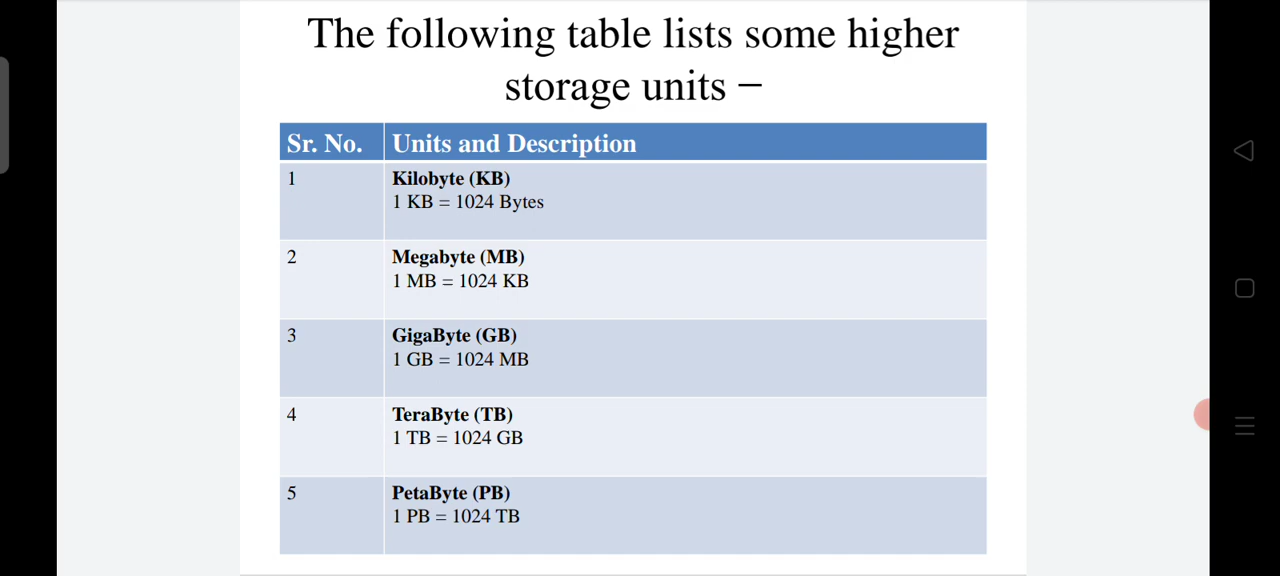 The following table lists some higher
storage units –
Sr. No. Units and Description
1 Kilobyte (KB)
1 KB = 1024 Bytes
2 Megabyte (MB)
1 MB = 1024 KB
3 GigaByte (GB)
1 GB = 1024 MB
4 TeraByte (TB)
1 TB = 1024 GB
5 PetaByte (PB)
1 PB = 1024 TB